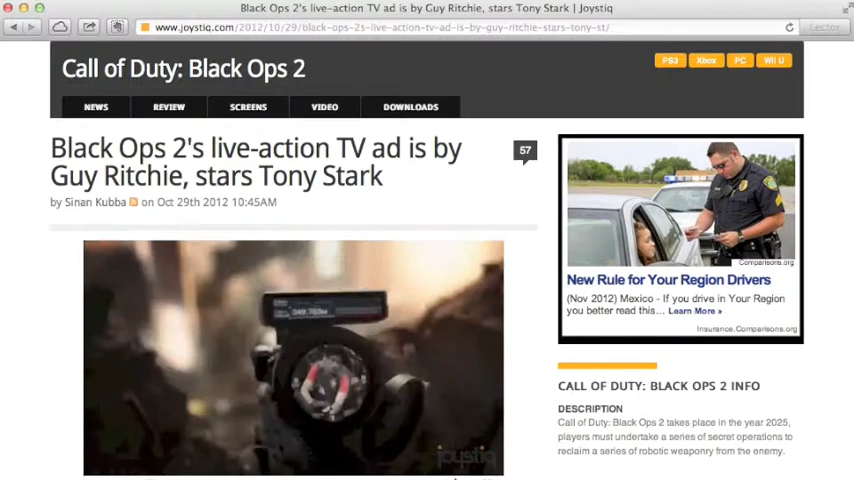 Black Ops 2's live-action TV ad is by Guy Ritchie, stars Tony Stark | Joystiq
www.joystiq.com/2012/10/29/black-ops-2s-live-action-tv-ad-is-by-guy-ritchie-stars-tony-st/
Lector
Call of Duty: Black Ops 2
PS3 Xbox PC Wii U
NEWS REVIEW SCREENS VIDEO DOWNLOADS
Black Ops 2's live-action TV ad is by
Guy Ritchie, stars Tony Stark
57
by Sinan Kubba on Oct 29th 2012 10:45AM
349.763M
joystiq
Comparisons.org
New Rule for Your Region Drivers
(Nov 2012) Mexico - If you drive in Your Region
you better read this... Learn More »
Insurance.Comparisons.org
CALL OF DUTY: BLACK OPS 2 INFO
DESCRIPTION
Call of Duty: Black Ops 2 takes place in the year 2025,
players must undertake a series of secret operations to
reclaim a series of robotic weaponry from the enemy.